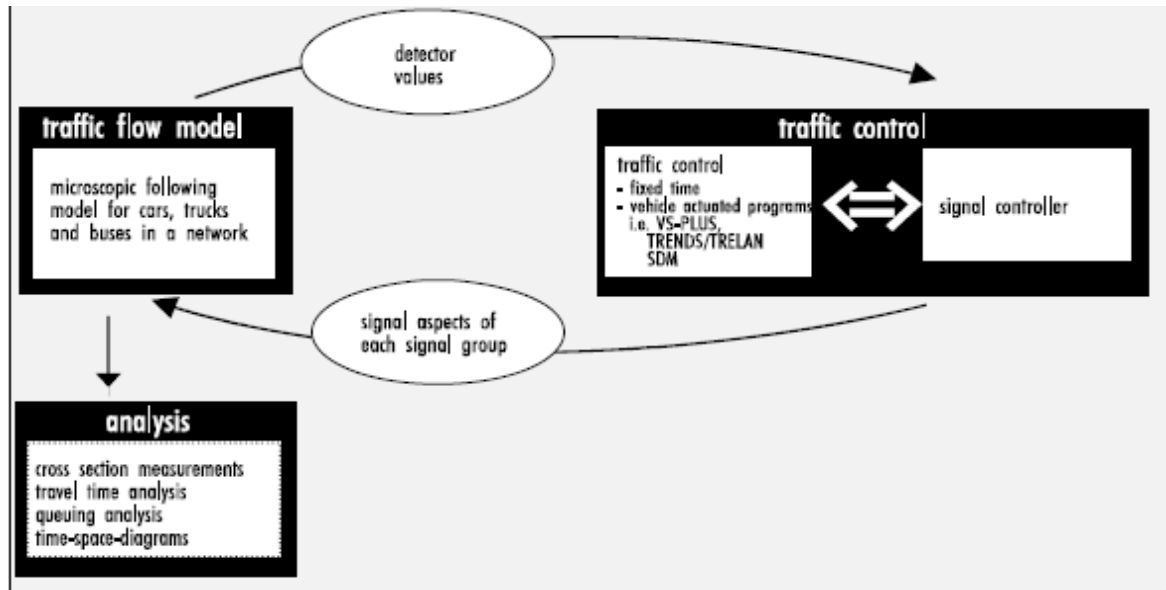 detector
values
traffic flow model
microscopic following
model for cars, trucks
and buses in a network
traffic control
traffic control
- fixed time
- vehicle actuated programs
i.e. VS-PLUS,
TRENDS/TRELAN
SDM
signal controller
signal aspects of
each signal group
analysis
cross section measurements
travel time analysis
queuing analysis
time-space-diagrams